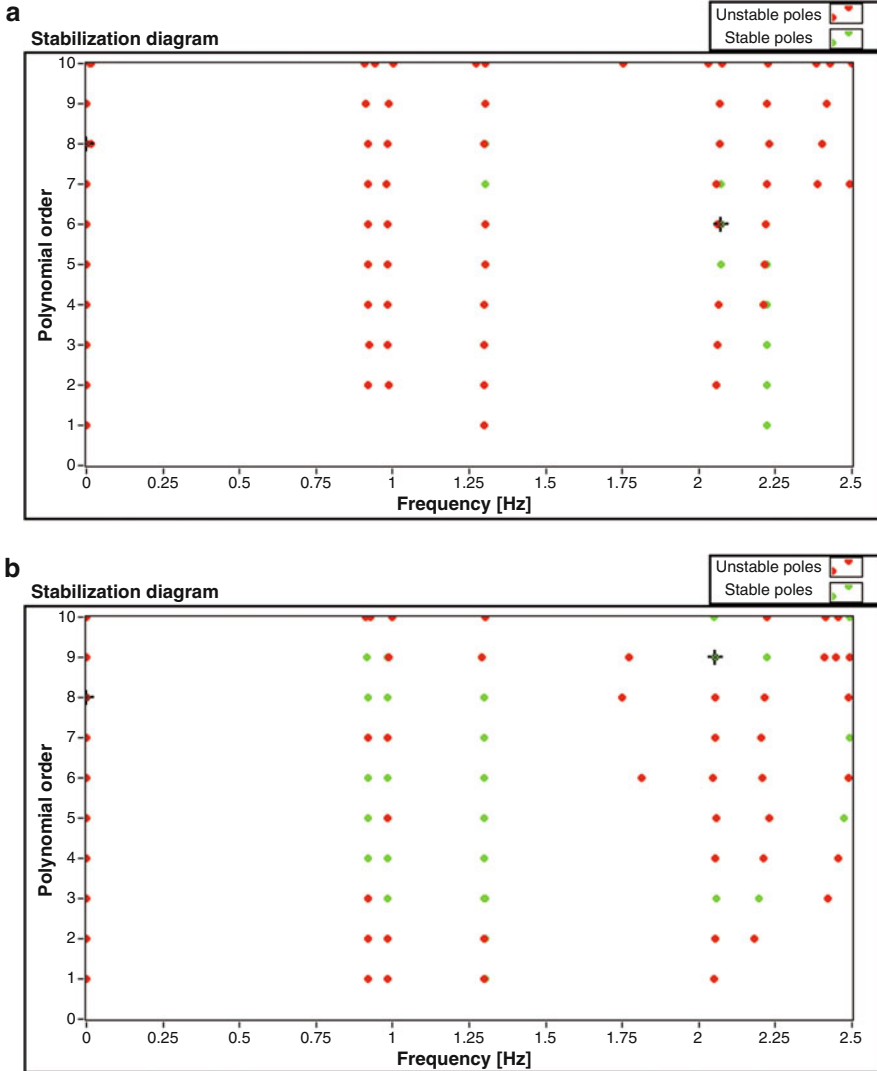 a
Unstable poles
Stable poles
Stabilization diagram
10
9
8
7
6
5
4
3
2
1
0
Polynomial order
0 0.25 0.5 0.75 1 1.25 1.5 1.75 2 2.25 2.5
Frequency [Hz]
b
Unstable poles
Stable poles
Stabilization diagram
10
9
8
7
6
5
4
3
2
1
0
Polynomial order
0 0.25 0.5 0.75 1 1.25 1.5 1.75 2 2.25 2.5
Frequency [Hz]